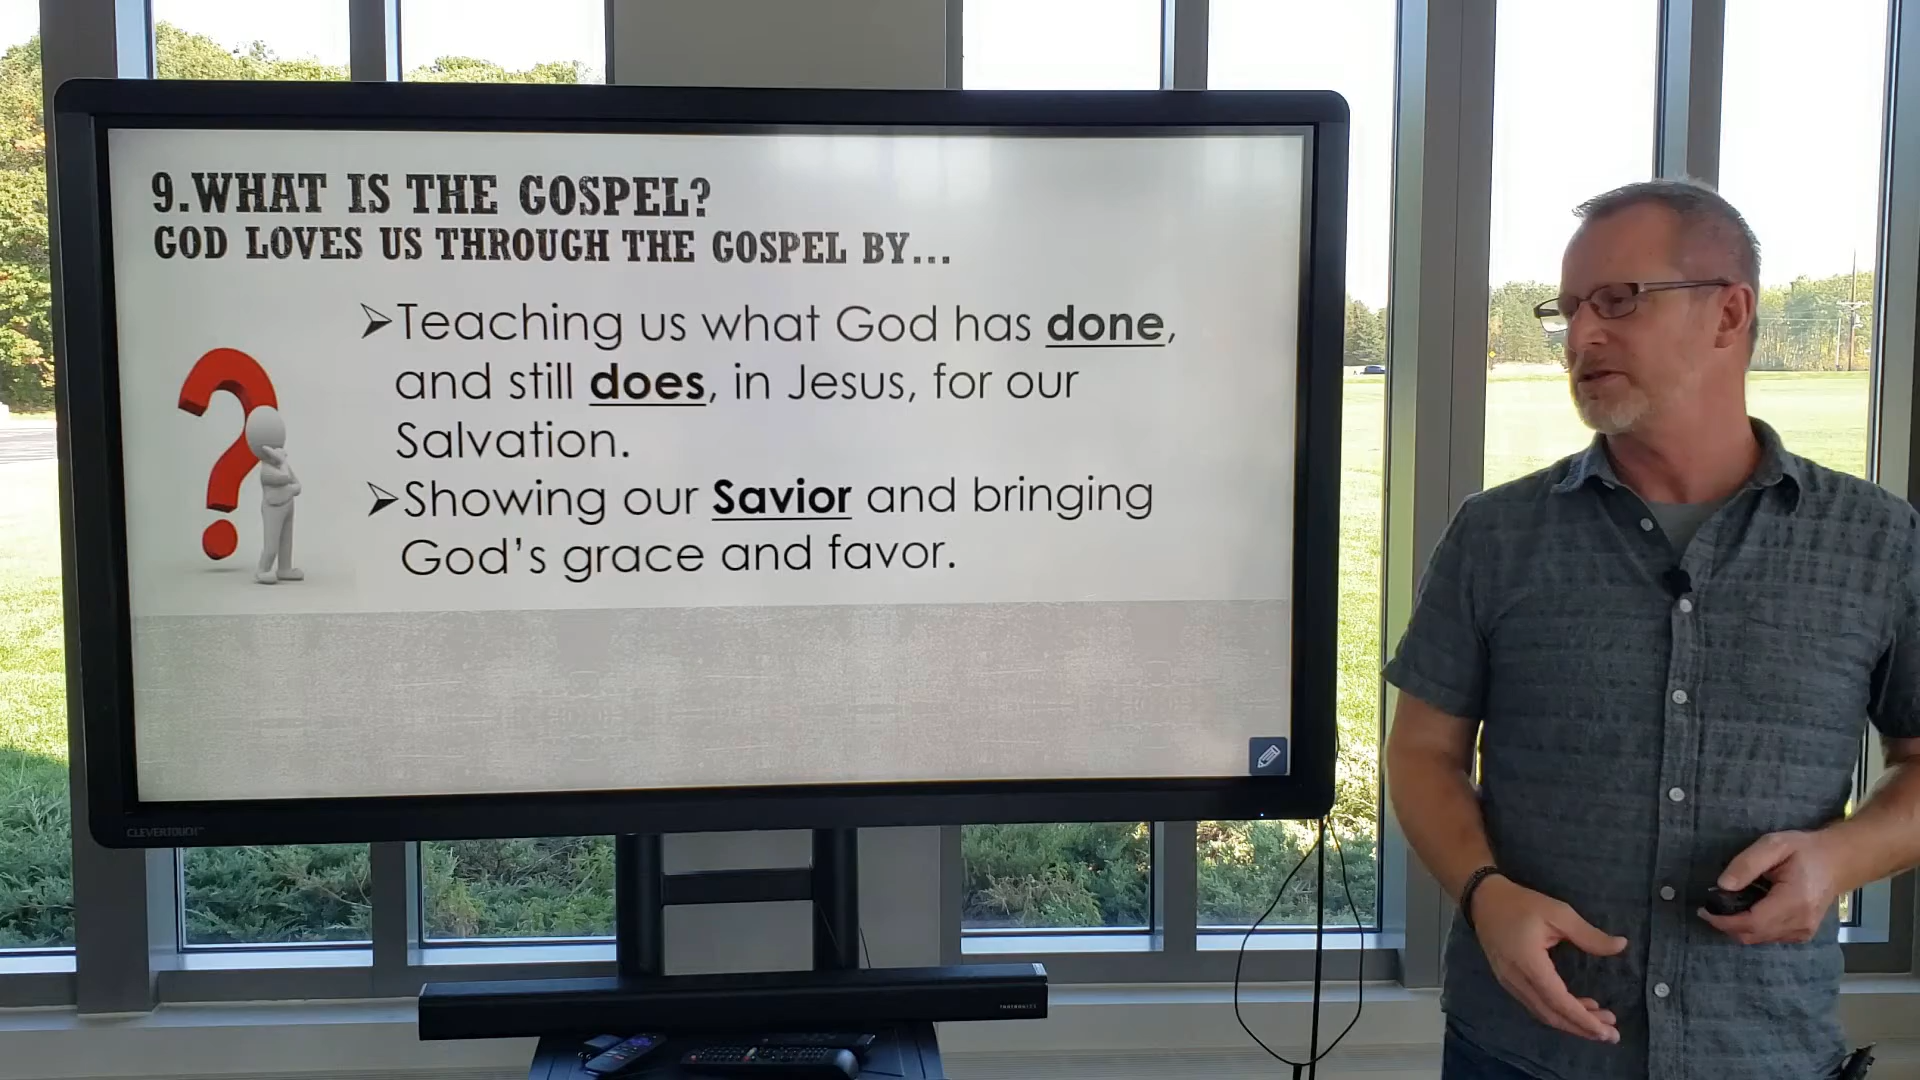 9.WHAT IS THE GOSPEL?
GOD LOVES US THROUGH THE GOSPEL BY...
➢Teaching us what God has done,
and still does, in Jesus, for our
Salvation.
➢Showing our Savior and bringing
God's grace and favor.
CLEVERTOUCH™